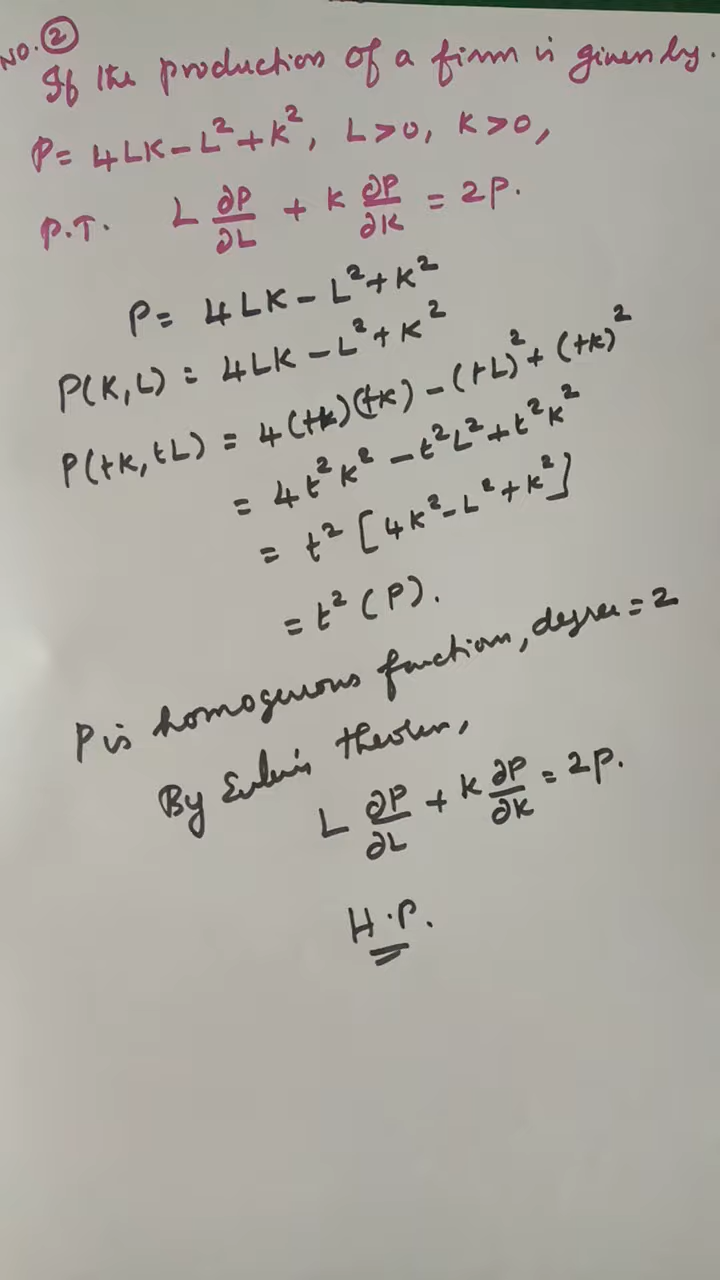 NO. ②
If the production of a firm is given by.
P = 4LK - L² + K², L>0, K>0,
P.T. L ∂P/∂L + K ∂P/∂K = 2P.
P = 4LK - L² + K²
P(K,L) = 4LK - L² + K²
P(tK, tL) = 4(tK)(tK) - (tL)² + (tK)²
= 4t²K² - t²L² + t²K²
= t² [4K² - L² + K²]
= t² (P).
P is homogenous function, degree = 2
By Euler's theorem,
L ∂P/∂L + K ∂P/∂K = 2P.
H.P.